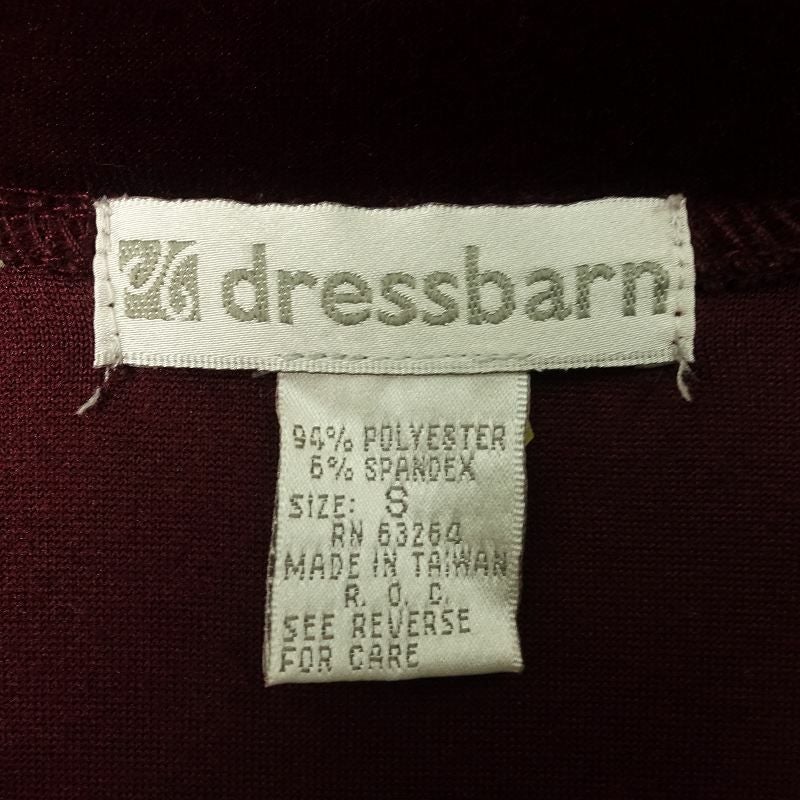 dressbarn
94% POLYESTER
6% SPANDEX
SIZE: S
RN 63264
MADE IN TAIWAN
R. O. C.
SEE REVERSE
FOR CARE